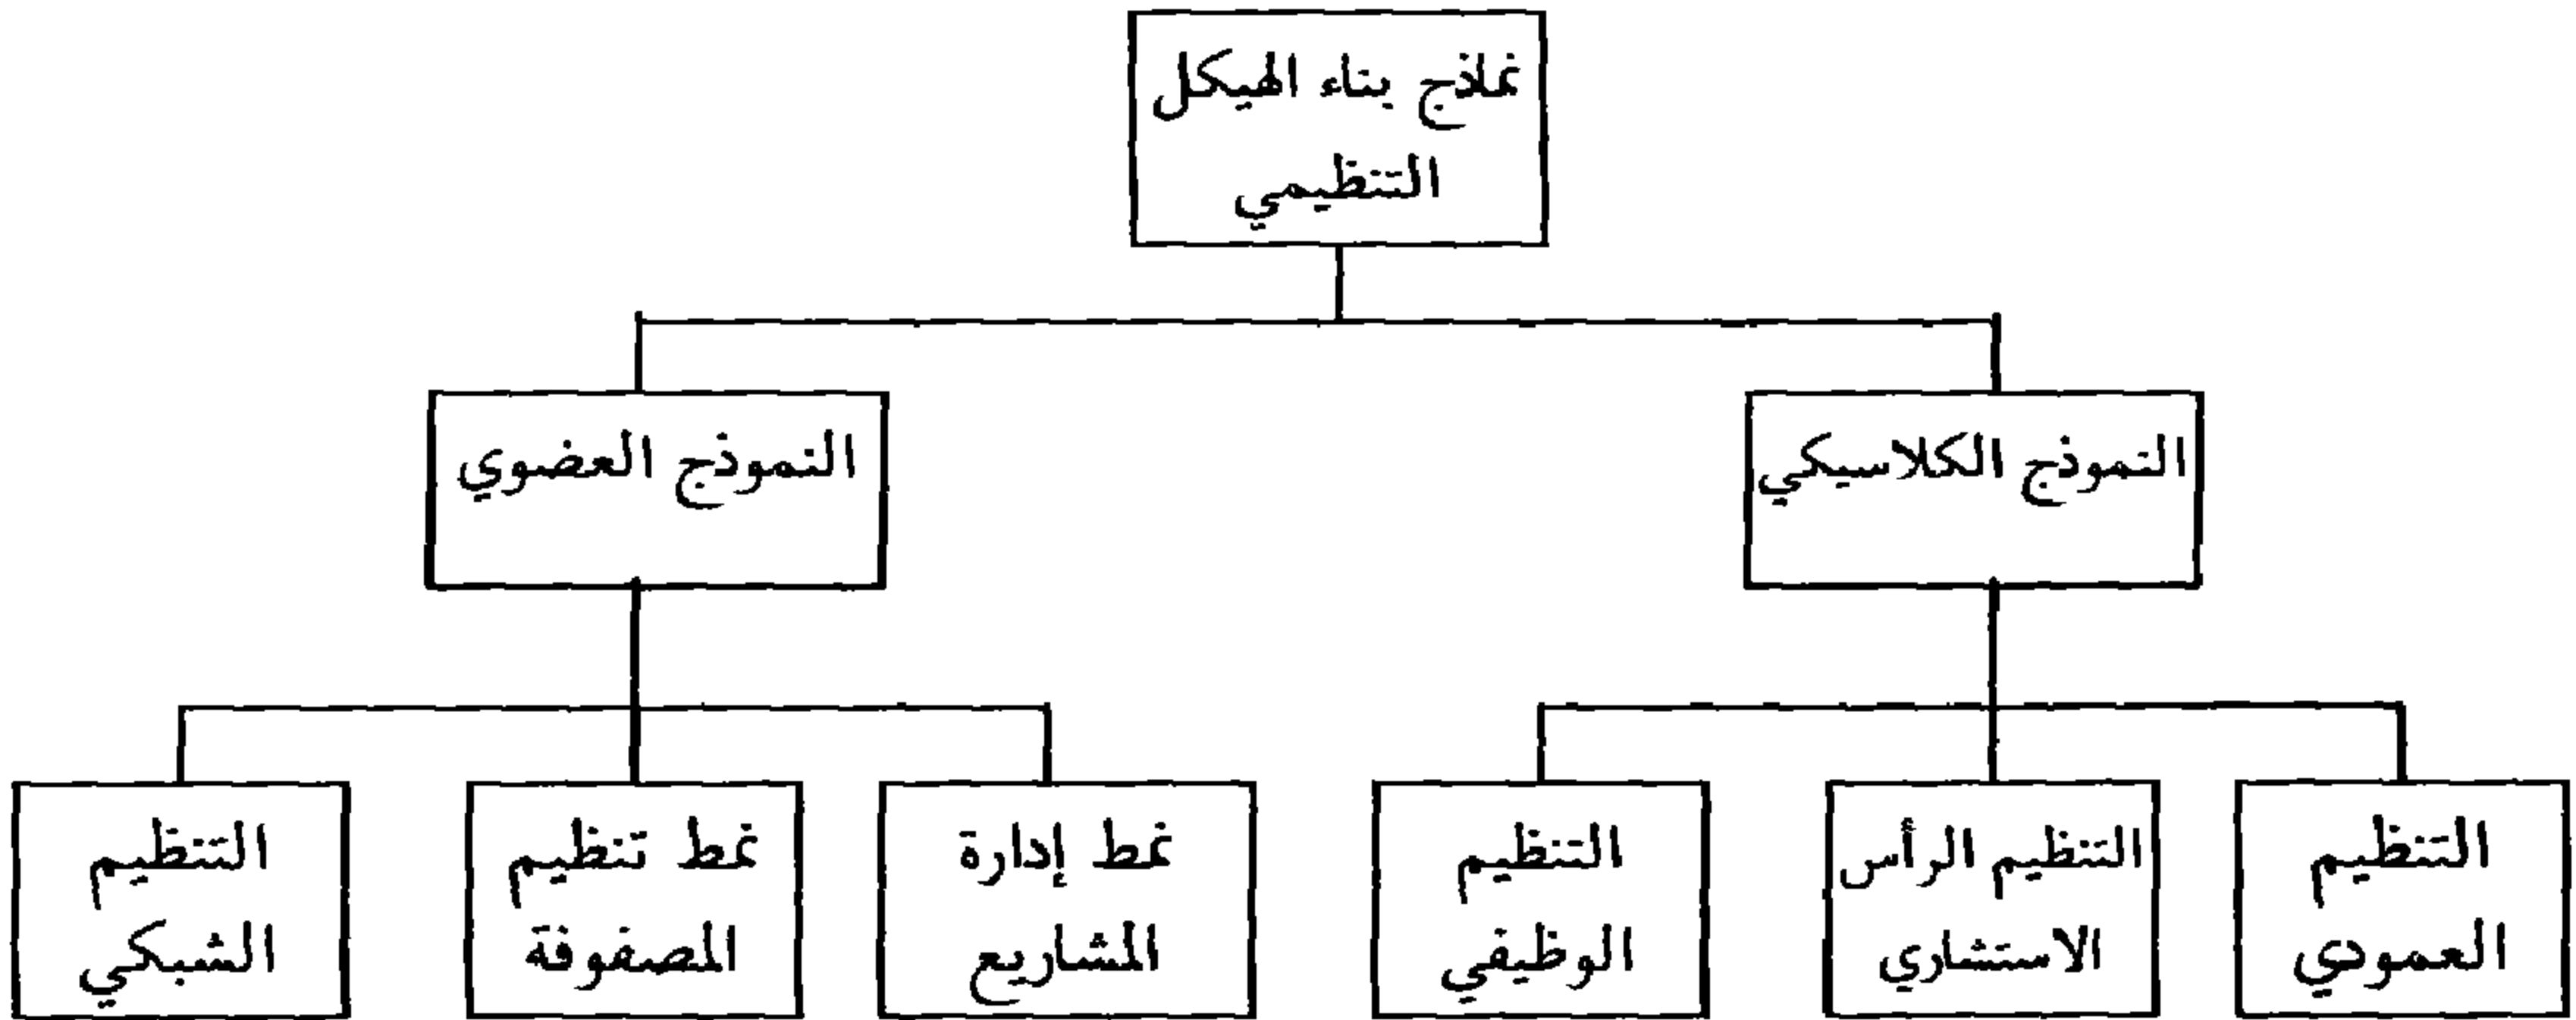 نماذج بناء الهيكل
التنظيمي
النموذج الكلاسيكي
النموذج العضوي
التنظيم
العمودي
التنظيم الرأس
الاستشاري
التنظيم
الوظيفي
نمط إدارة
المشاريع
نمط تنظيم
المصفوفة
التنظيم
الشبكي